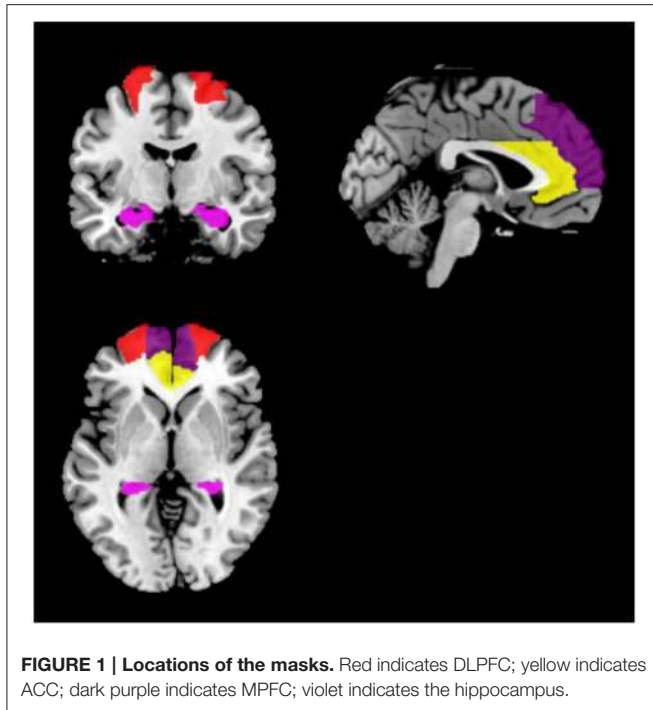 FIGURE 1 | Locations of the masks. Red indicates DLPFC; yellow indicates
ACC; dark purple indicates MPFC; violet indicates the hippocampus.